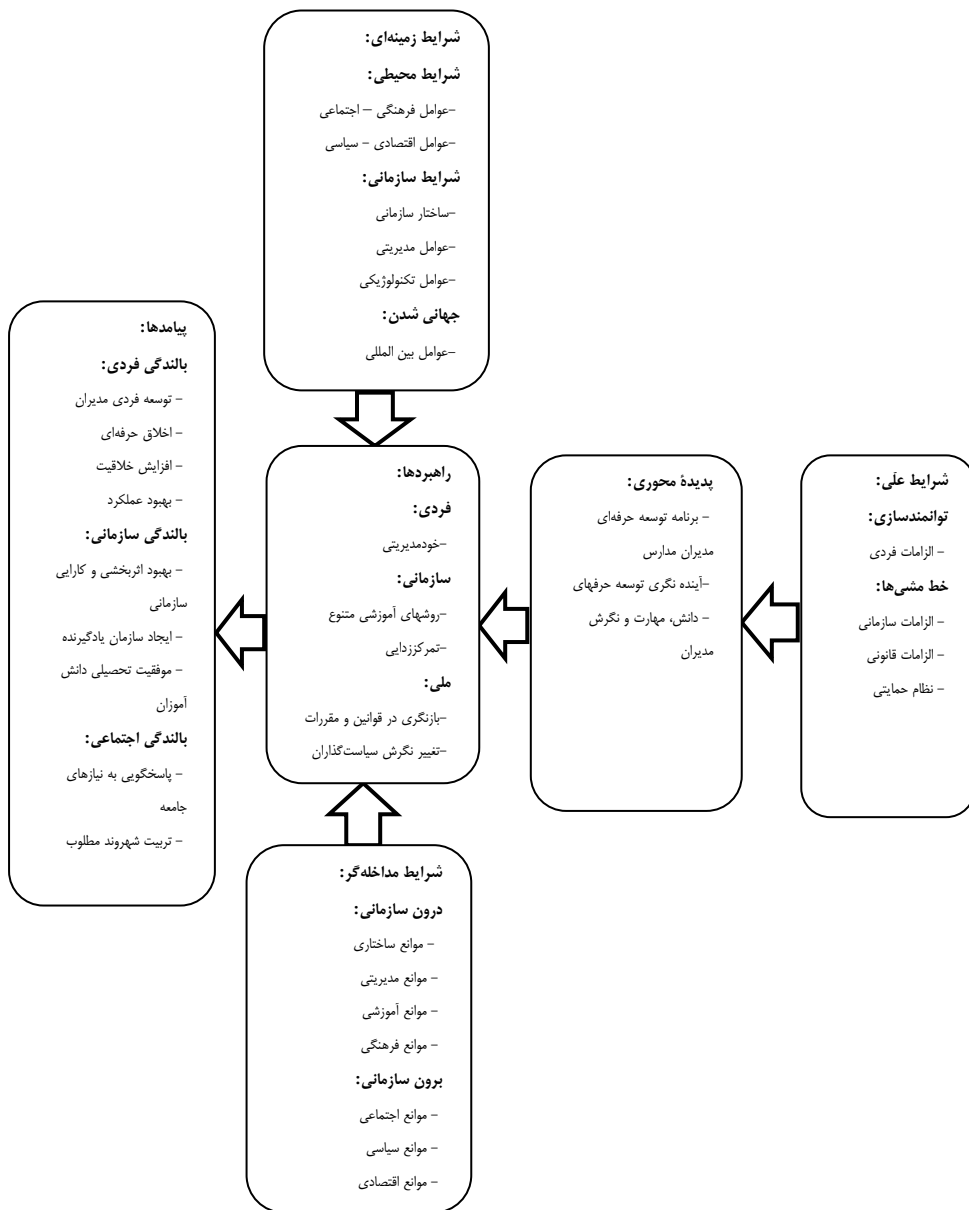 شرایط زمینه‌ای:
شرایط محیطی:
-عوامل فرهنگی – اجتماعی
-عوامل اقتصادی - سیاسی
شرایط سازمانی:
-ساختار سازمانی
-عوامل مدیریتی
-عوامل تکنولوژیکی
جهانی شدن:
-عوامل بین المللی
شرایط علّی:
توانمندسازی:
- الزامات فردی
خط مشی‌ها:
- الزامات سازمانی
- الزامات قانونی
- نظام حمایتی
پدیدهٔ محوری:
- برنامه توسعه حرفه‌ای
مدیران مدارس
-آینده نگری توسعه حرفهای
- دانش، مهارت و نگرش
مدیران
راهبردها:
فردی:
-خودمدیریتی
سازمانی:
-روشهای آموزشی متنوع
-تمرکززدایی
ملی:
-بازنگری در قوانین و مقررات
-تغییر نگرش سیاست‌گذاران
پیامدها:
بالندگی فردی:
- توسعه فردی مدیران
- اخلاق حرفه‌ای
- افزایش خلاقیت
- بهبود عملکرد
بالندگی سازمانی:
- بهبود اثربخشی و کارایی
سازمانی
- ایجاد سازمان یادگیرنده
- موفقیت تحصیلی دانش
آموزان
بالندگی اجتماعی:
- پاسخگویی به نیازهای
جامعه
- تربیت شهروند مطلوب
شرایط مداخله‌گر:
درون سازمانی:
- موانع ساختاری
- موانع مدیریتی
- موانع آموزشی
- موانع فرهنگی
برون سازمانی:
- موانع اجتماعی
- موانع سیاسی
- موانع اقتصادی